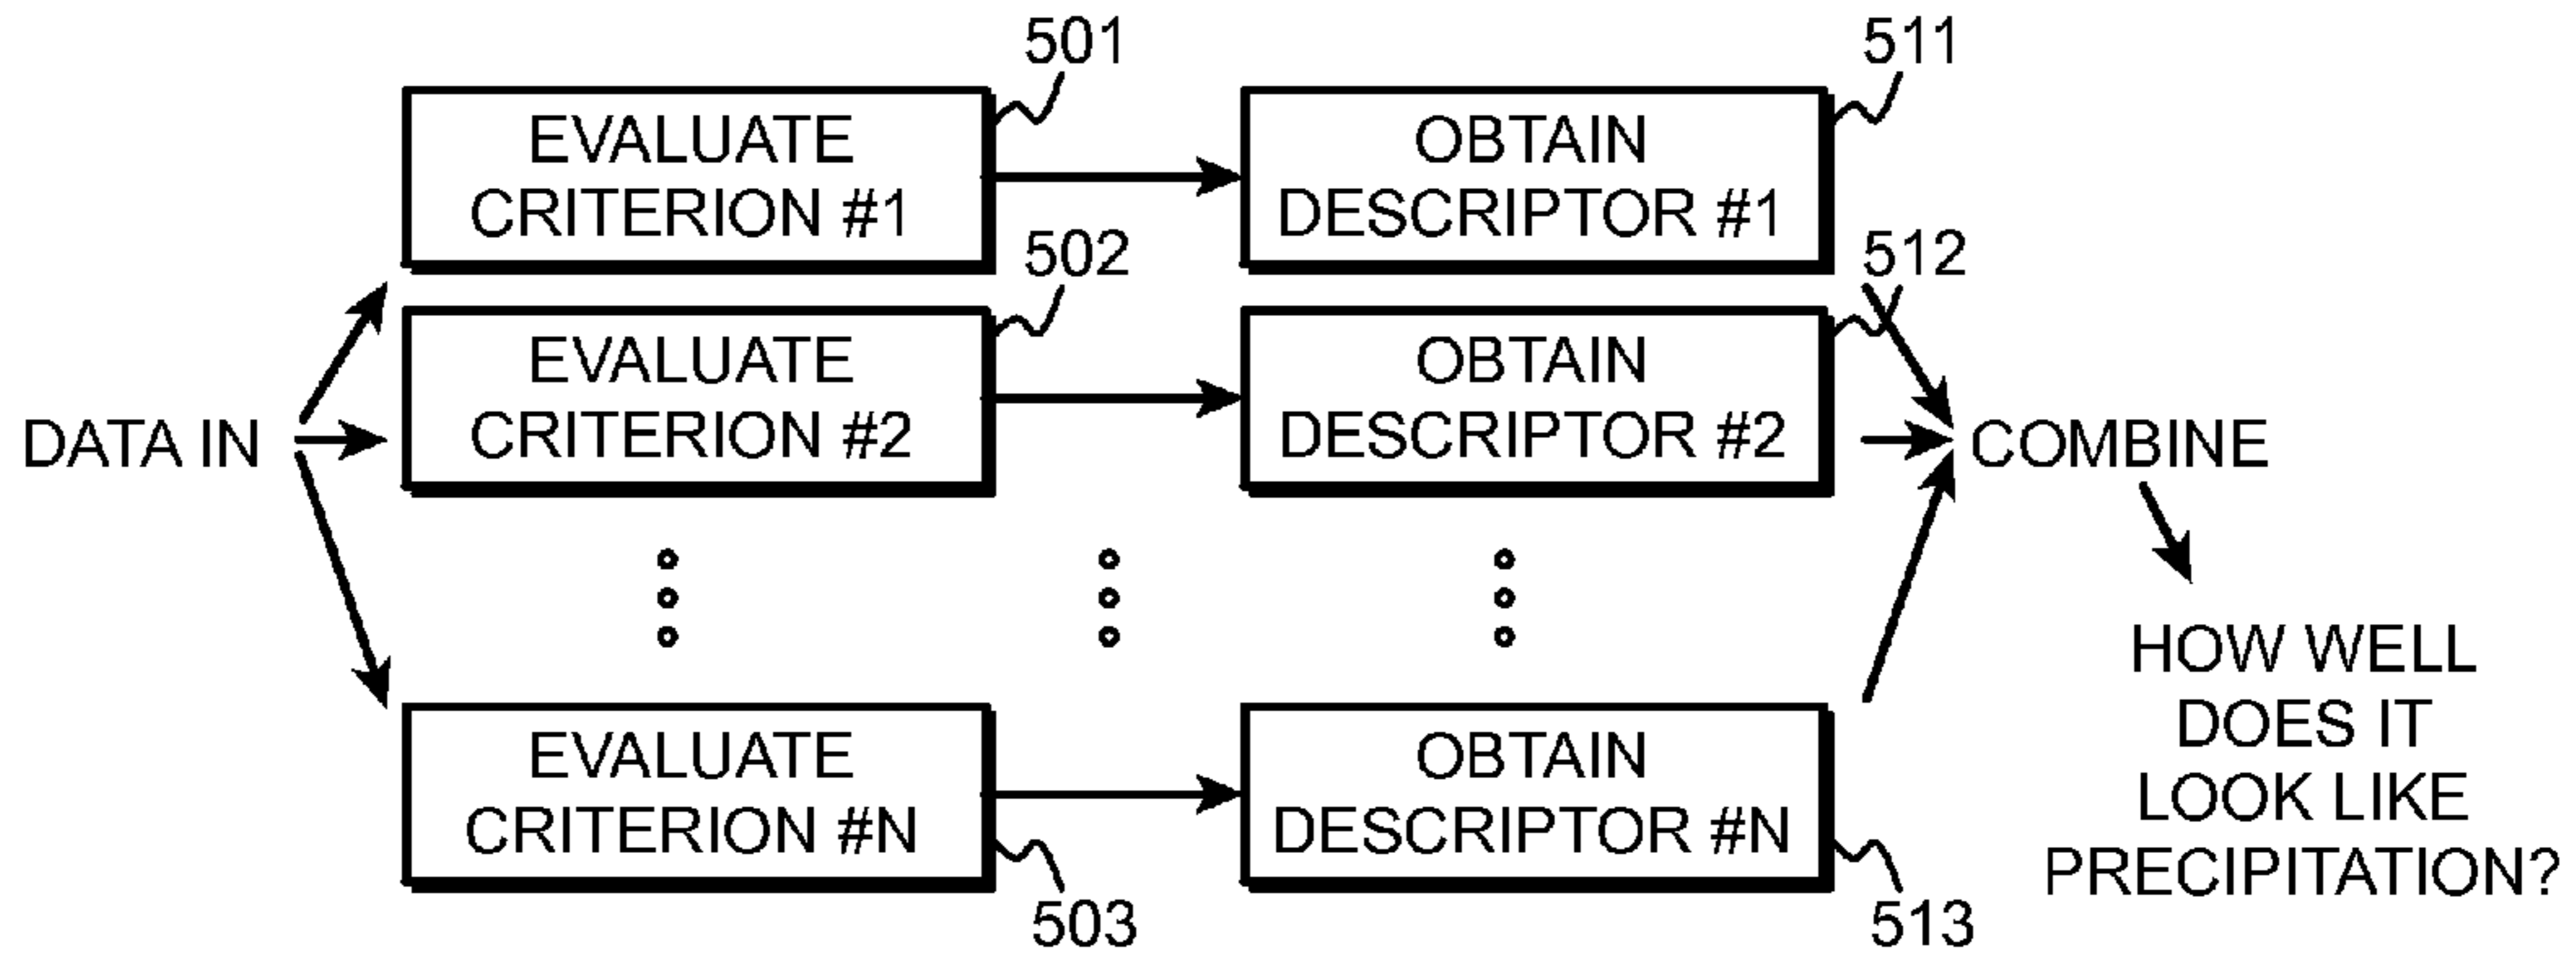 501
511
EVALUATE
CRITERION #1
OBTAIN
DESCRIPTOR #1
502
512
EVALUATE
CRITERION #2
OBTAIN
DESCRIPTOR #2
DATA IN
COMBINE
HOW WELL
DOES IT
LOOK LIKE
PRECIPITATION?
EVALUATE
CRITERION #N
OBTAIN
DESCRIPTOR #N
503
513